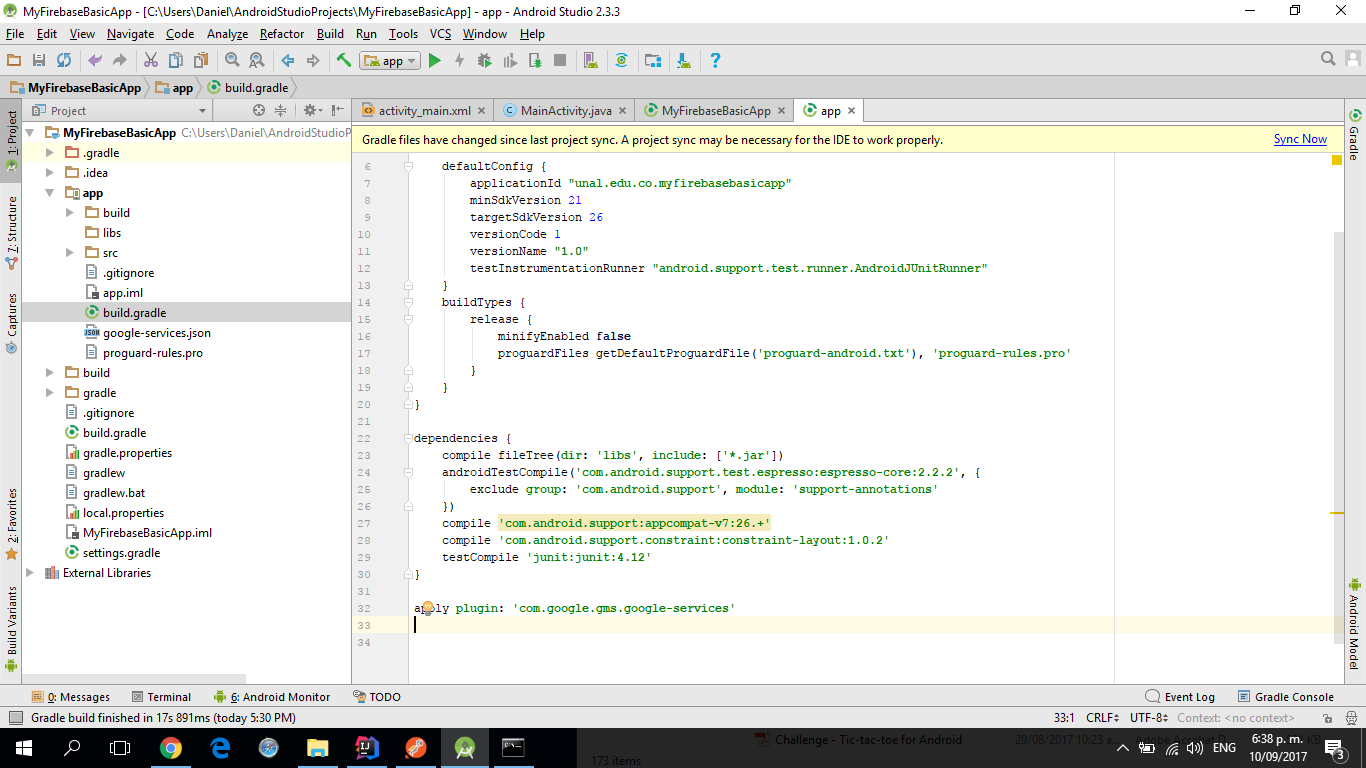 MyFirebaseBasicApp - [C:\Users\Daniel\AndroidStudioProjects\MyFirebaseBasicApp] - app - Android Studio 2.3.3
File Edit View Navigate Code Analyze Refactor Build Run Tools VCS Window Help
app
MyFirebaseBasicApp app build.gradle
Project
activity_main.xml MainActivity.java MyFirebaseBasicApp app
1: Project
7: Structure
Captures
2: Favorites
Build Variants
MyFirebaseBasicApp C:\Users\Daniel\AndroidStudioP
.gradle
.idea
app
build
libs
src
.gitignore
app.iml
build.gradle
google-services.json
proguard-rules.pro
build
gradle
.gitignore
build.gradle
gradle.properties
gradlew
gradlew.bat
local.properties
MyFirebaseBasicApp.iml
settings.gradle
External Libraries
Gradle files have changed since last project sync. A project sync may be necessary for the IDE to work properly. Sync Now
6 defaultConfig {
7 applicationId "unal.edu.co.myfirebasebasicapp"
8 minSdkVersion 21
9 targetSdkVersion 26
10 versionCode 1
11 versionName "1.0"
12 testInstrumentationRunner "android.support.test.runner.AndroidJUnitRunner"
13 }
14 buildTypes {
15 release {
16 minifyEnabled false
17 proguardFiles getDefaultProguardFile('proguard-android.txt'), 'proguard-rules.pro'
18 }
19 }
20 }
21
22 dependencies {
23 compile fileTree(dir: 'libs', include: ['*.jar'])
24 androidTestCompile('com.android.support.test.espresso:espresso-core:2.2.2', {
25 exclude group: 'com.android.support', module: 'support-annotations'
26 })
27 compile 'com.android.support:appcompat-v7:26.+'
28 compile 'com.android.support.constraint:constraint-layout:1.0.2'
29 testCompile 'junit:junit:4.12'
30 }
31
32 apply plugin: 'com.google.gms.google-services'
33
34
Gradle
Android Model
0: Messages Terminal 6: Android Monitor TODO Event Log Gradle Console
Gradle build finished in 17s 891ms (today 5:30 PM) 33:1 CRLF UTF-8 Context: <no context>
Challenge - Tic-tac-toe for Android 29/08/2017 10:23 a...
173 items
ENG
6:38 p. m.
10/09/2017
3